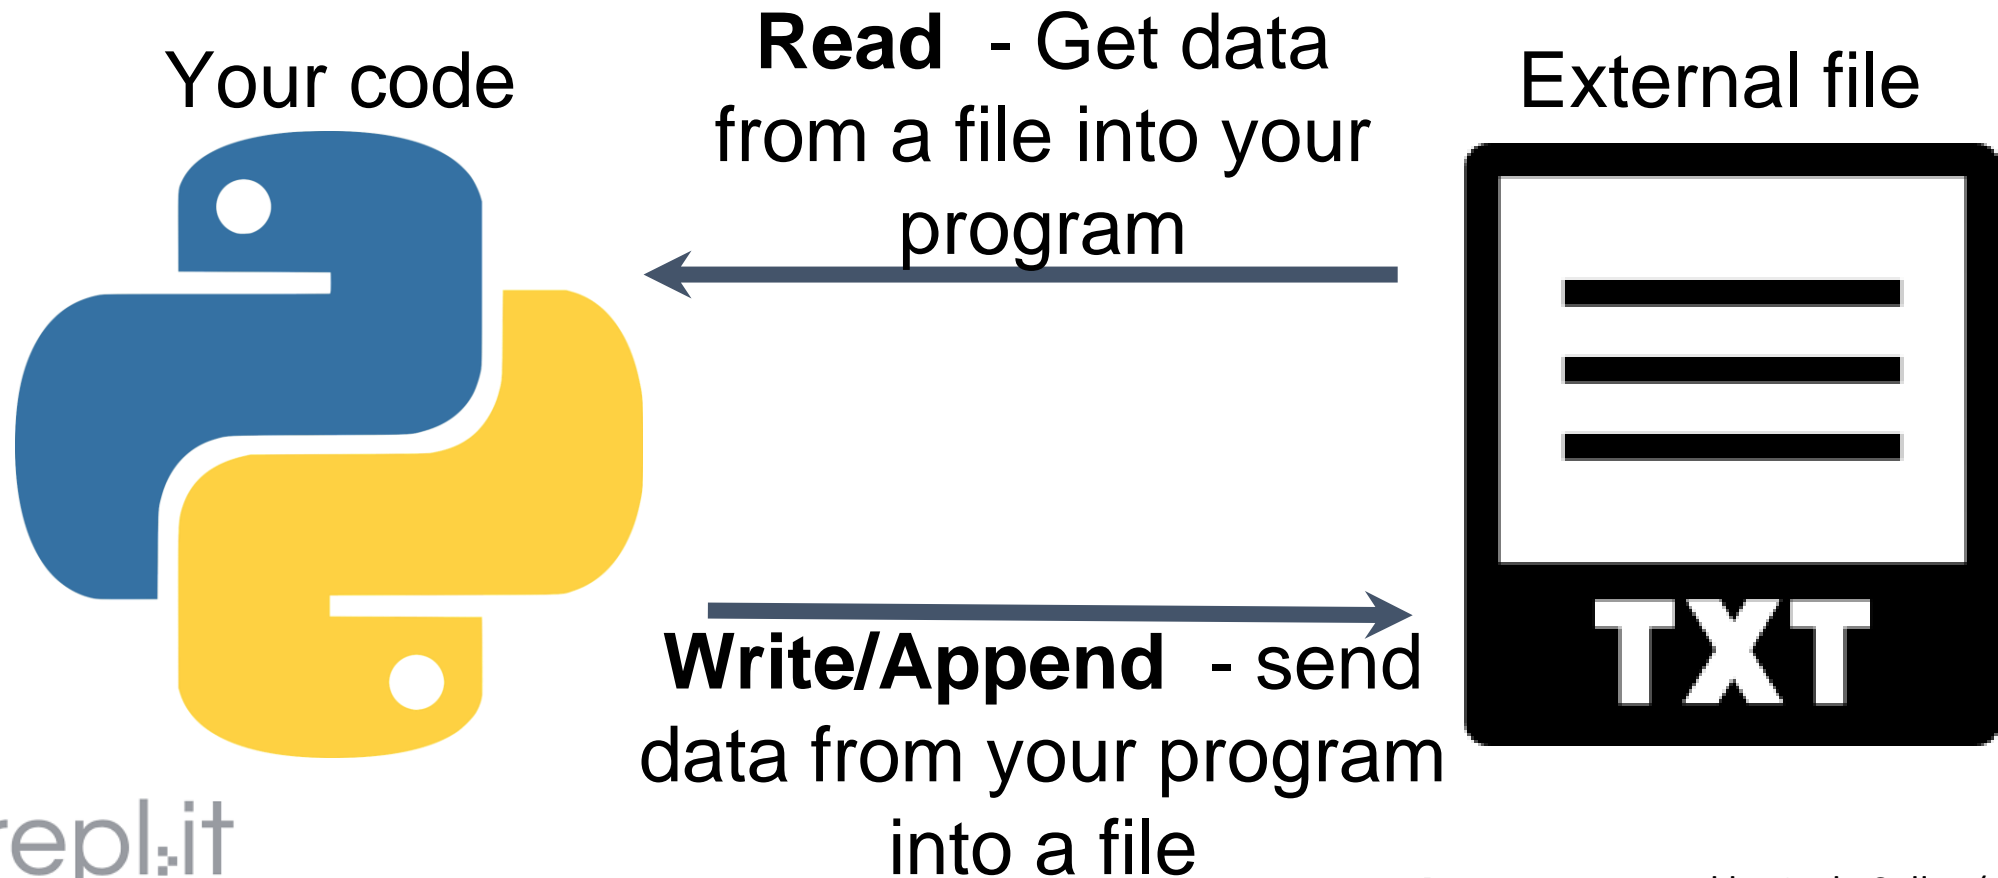 Your code
Read - Get data
from a file into your
program
External file
TXT
Write/Append - send
data from your program
into a file
repl.it